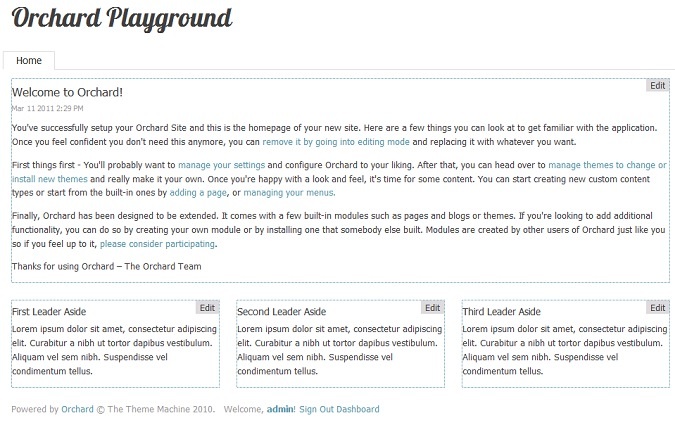 Orchard Playground
Home
Edit
Welcome to Orchard!
Mar 11 2011 2:29 PM
You've successfully setup your Orchard Site and this is the homepage of your new site. Here are a few things you can look at to get familiar with the application.
Once you feel confident you don't need this anymore, you can remove it by going into editing mode and replacing it with whatever you want.
First things first - You'll probably want to manage your settings and configure Orchard to your liking. After that, you can head over to manage themes to change or
install new themes and really make it your own. Once you're happy with a look and feel, it's time for some content. You can start creating new custom content
types or start from the built-in ones by adding a page, or managing your menus.
Finally, Orchard has been designed to be extended. It comes with a few built-in modules such as pages and blogs or themes. If you're looking to add additional
functionality, you can do so by creating your own module or by installing one that somebody else built. Modules are created by other users of Orchard just like you
so if you feel up to it, please consider participating.
Thanks for using Orchard – The Orchard Team
Edit
First Leader Aside
Lorem ipsum dolor sit amet, consectetur adipiscing
elit. Curabitur a nibh ut tortor dapibus vestibulum.
Aliquam vel sem nibh. Suspendisse vel
condimentum tellus.
Edit
Second Leader Aside
Lorem ipsum dolor sit amet, consectetur adipiscing
elit. Curabitur a nibh ut tortor dapibus vestibulum.
Aliquam vel sem nibh. Suspendisse vel
condimentum tellus.
Edit
Third Leader Aside
Lorem ipsum dolor sit amet, consectetur adipiscing
elit. Curabitur a nibh ut tortor dapibus vestibulum.
Aliquam vel sem nibh. Suspendisse vel
condimentum tellus.
Powered by Orchard © The Theme Machine 2010. Welcome, admin! Sign Out Dashboard